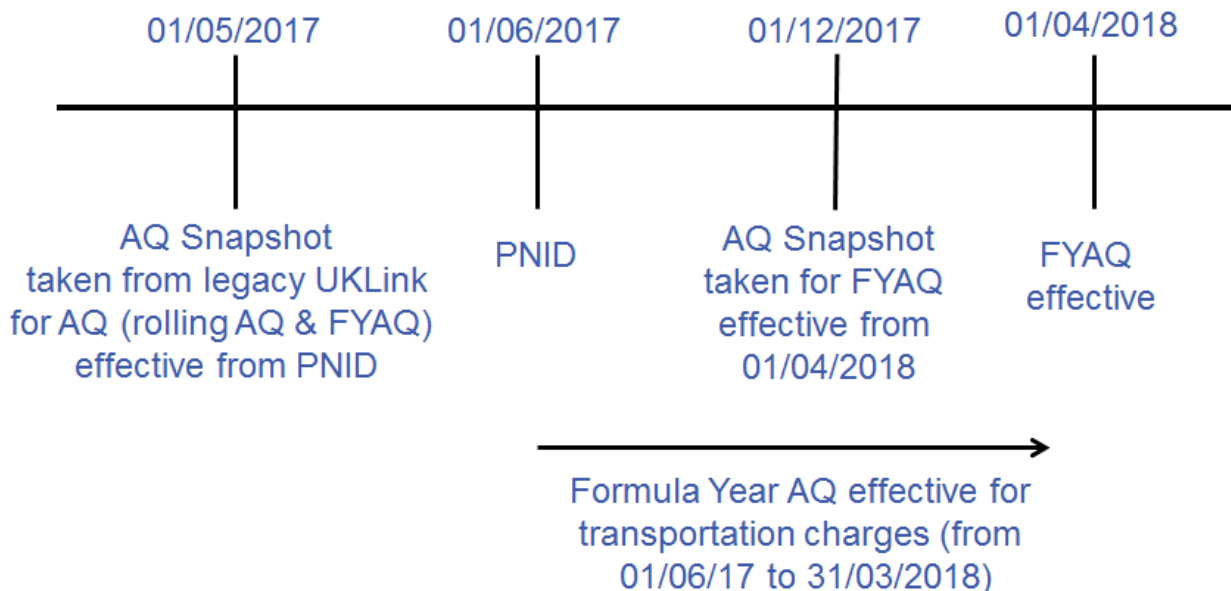 01/05/2017
01/06/2017
01/12/2017
01/04/2018
AQ Snapshot
taken from legacy UKLink
for AQ (rolling AQ & FYAQ)
effective from PNID
PNID
AQ Snapshot
taken for FYAQ
effective from
01/04/2018
FYAQ
effective
Formula Year AQ effective for
transportation charges (from
01/06/17 to 31/03/2018)